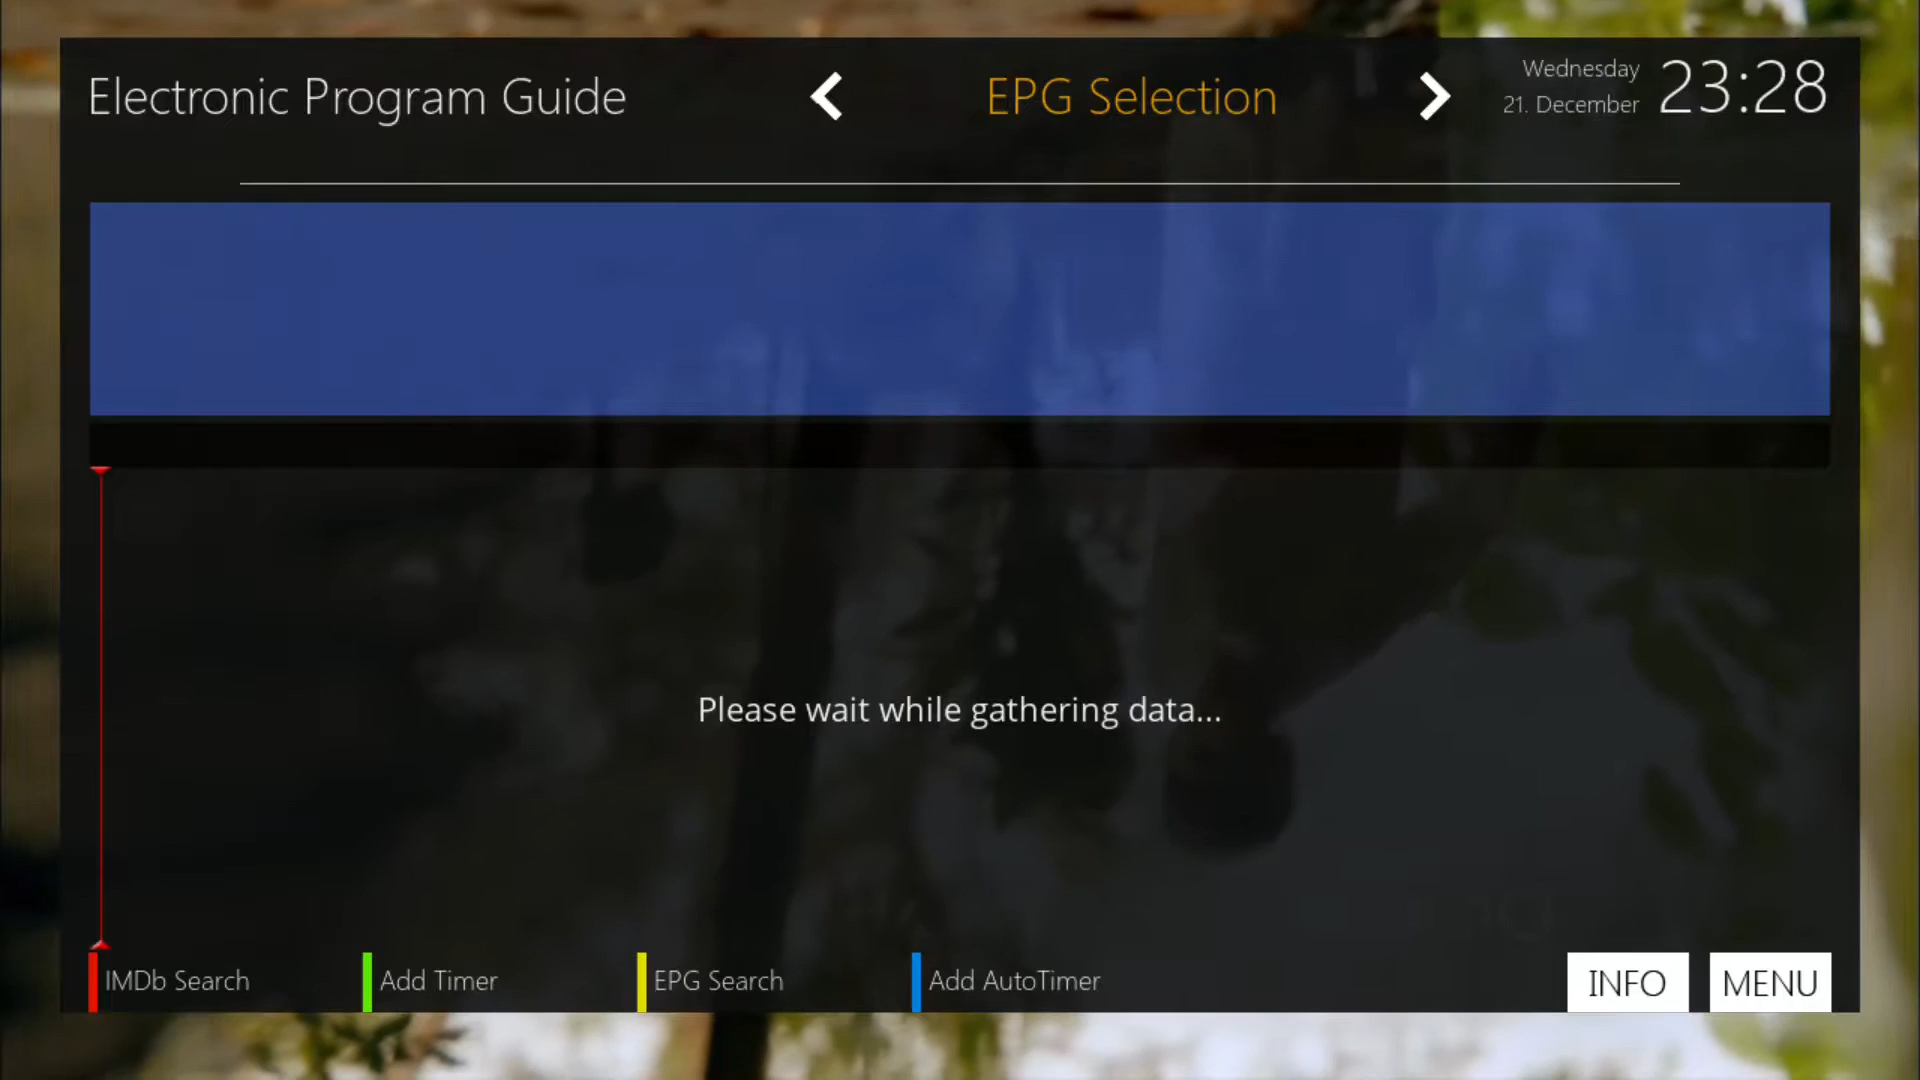 Electronic Program Guide
EPG Selection
Wednesday
21. December
23:28
Please wait while gathering data...
IMDb Search
Add Timer
EPG Search
Add AutoTimer
INFO
MENU